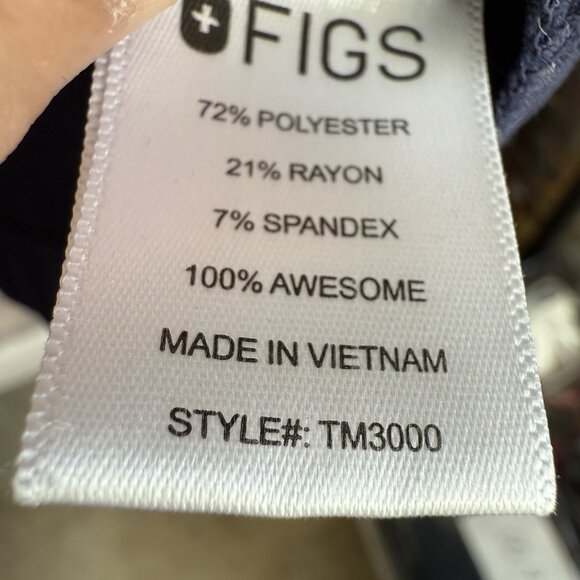 FIGS
72% POLYESTER
21% RAYON
7% SPANDEX
100% AWESOME
MADE IN VIETNAM
STYLE#: TM3000